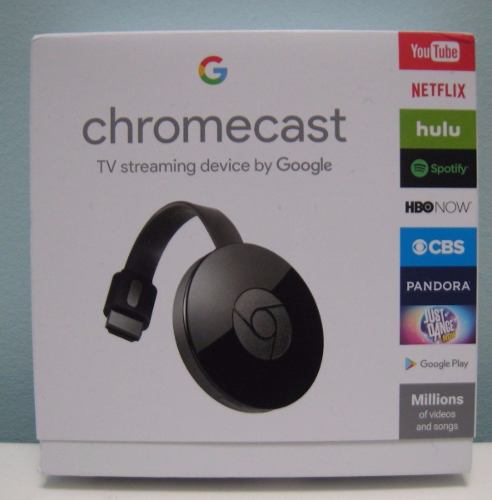 G
chromecast
TV streaming device by Google
YouTube
NETFLIX
hulu
Spotify
HBO NOW
CBS
PANDORA
JUST
DANCE
NOW
Google Play
Millions
of videos
and songs